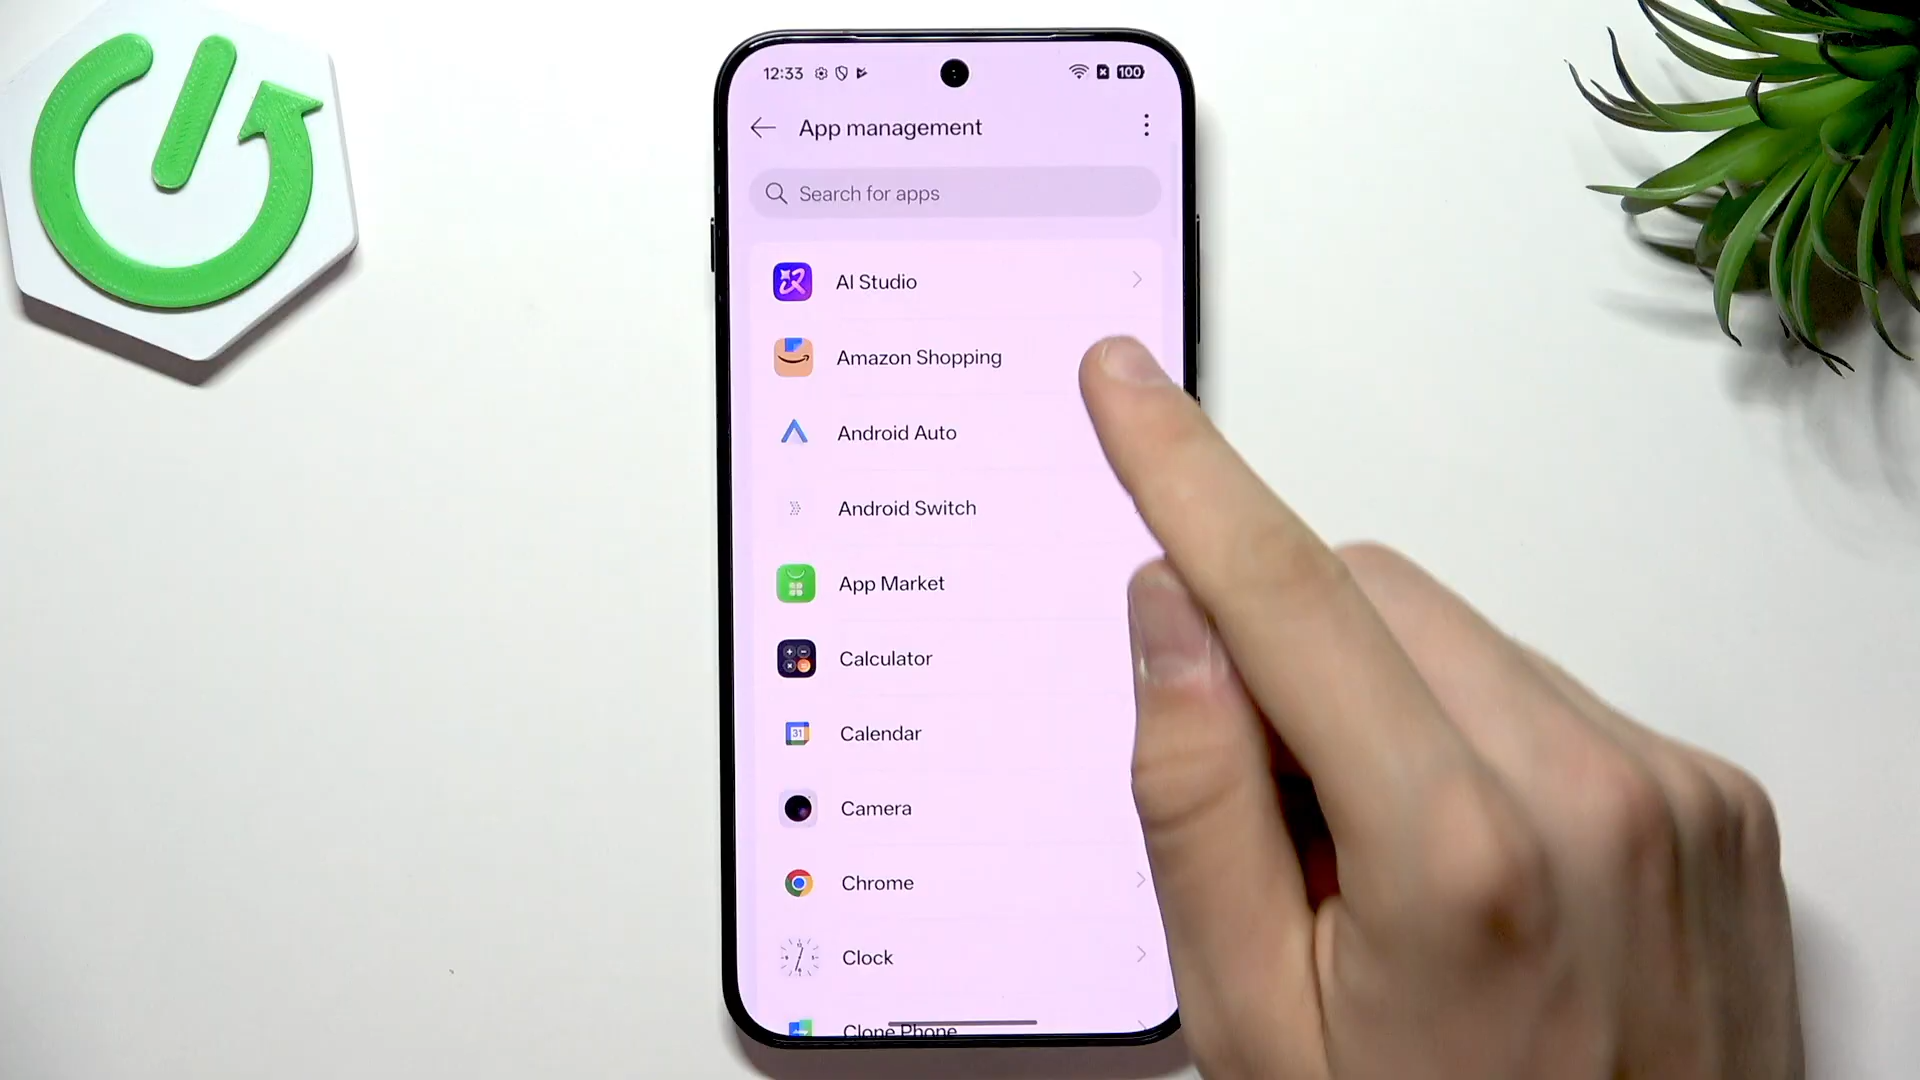 12:33 100
App management
Search for apps
AI Studio
Amazon Shopping
Android Auto
Android Switch
App Market
Calculator
Calendar
31
Camera
Chrome
Clock
Clone Phone